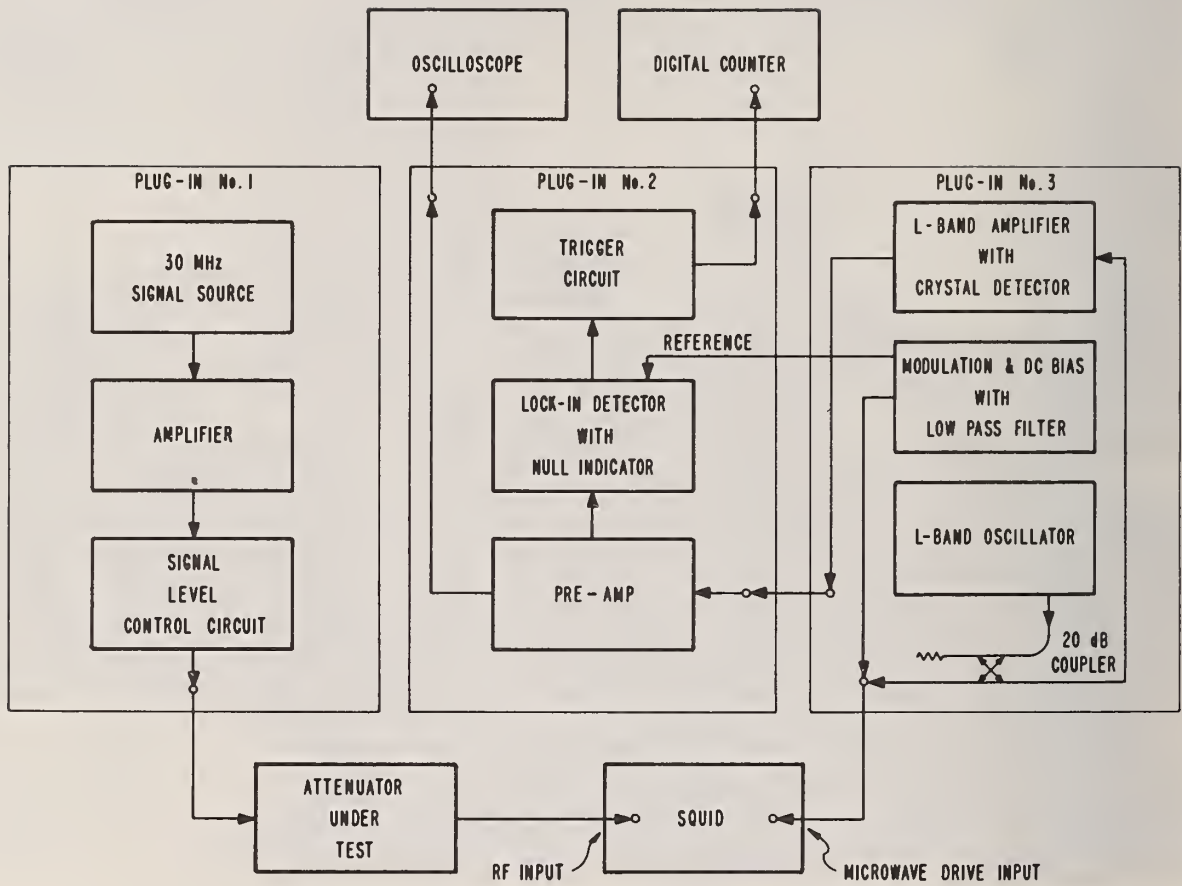 OSCILLOSCOPE
DIGITAL COUNTER
PLUG-IN No. 1
30 MHz
SIGNAL SOURCE
AMPLIFIER
SIGNAL
LEVEL
CONTROL CIRCUIT
PLUG-IN No. 2
TRIGGER
CIRCUIT
REFERENCE
LOCK-IN DETECTOR
WITH
NULL INDICATOR
PRE-AMP
PLUG-IN No. 3
L-BAND AMPLIFIER
WITH
CRYSTAL DETECTOR
MODULATION & DC BIAS
WITH
LOW PASS FILTER
L-BAND OSCILLATOR
20 dB
COUPLER
ATTENUATOR
UNDER
TEST
SQUID
RF INPUT
MICROWAVE DRIVE INPUT